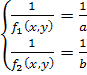 {1/f₁(x,y) = 1/a
1/f₂(x,y) = 1/b